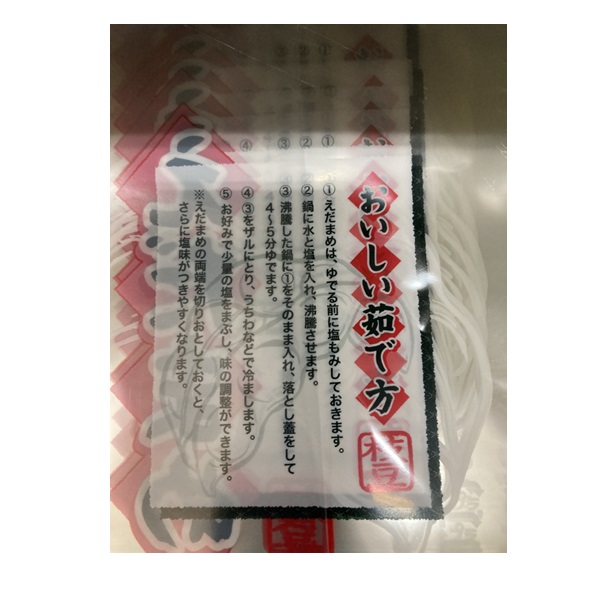 おいしい茹で方
枝豆
①えだまめは、ゆでる前に塩もみしておきます。
②鍋に水と塩を入れ、沸騰させます。
③沸騰した鍋に①をそのまま入れ、落とし蓋をして
4〜5分ゆでます。
④③をザルにとり、うちわなどで冷まします。
⑤お好みで少量の塩をまぶし、味の調整ができます。
※えだまめの両端を切りおとしておくと、
さらに塩味がつきやすくなります。